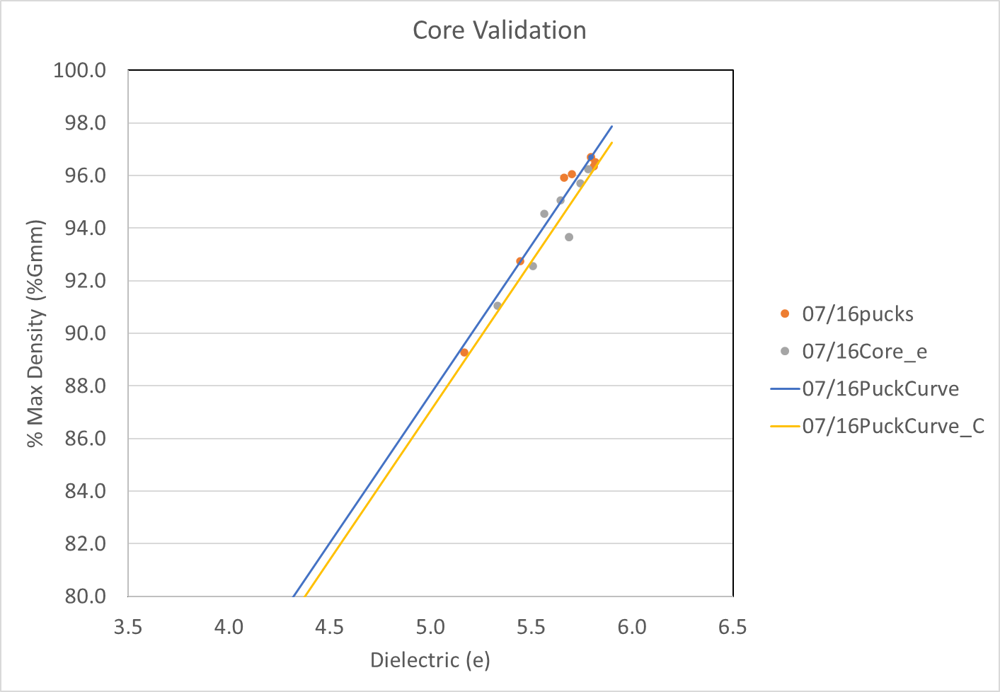 Core Validation
100.0
98.0
96.0
94.0
92.0
90.0
88.0
86.0
84.0
82.0
80.0
% Max Density (%Gmm)
3.5 4.0 4.5 5.0 5.5 6.0 6.5
Dielectric (e)
07/16pucks
07/16Core_e
07/16PuckCurve
07/16PuckCurve_C